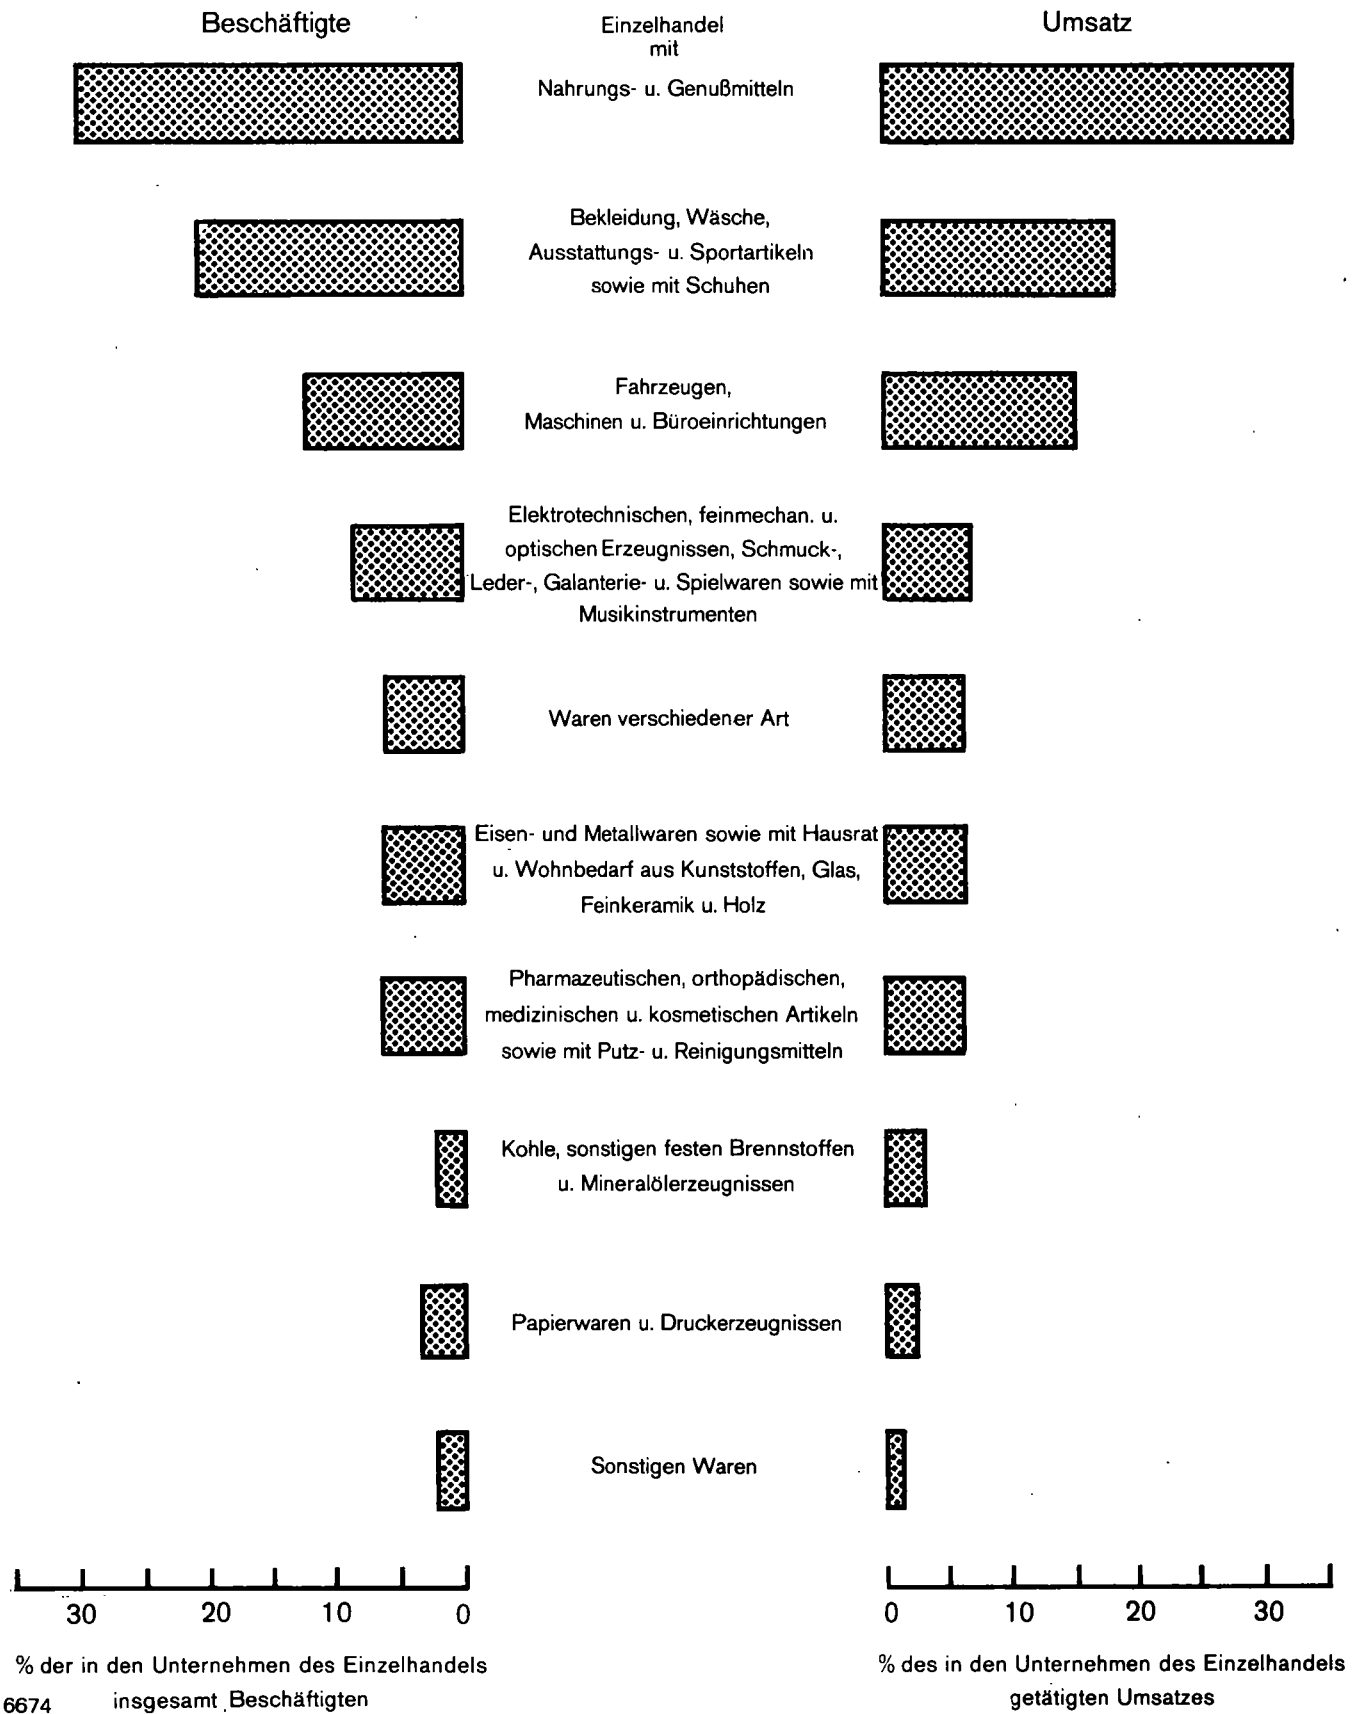 Beschäftigte
Einzelhandel
mit
Umsatz
Nahrungs- u. Genußmitteln
Bekleidung, Wäsche,
Ausstattungs- u. Sportartikeln
sowie mit Schuhen
Fahrzeugen,
Maschinen u. Büroeinrichtungen
Elektrotechnischen, feinmechan. u.
optischen Erzeugnissen, Schmuck-,
Leder-, Galanterie- u. Spielwaren sowie mit
Musikinstrumenten
Waren verschiedener Art
Eisen- und Metallwaren sowie mit Hausrat
u. Wohnbedarf aus Kunststoffen, Glas,
Feinkeramik u. Holz
Pharmazeutischen, orthopädischen,
medizinischen u. kosmetischen Artikeln
sowie mit Putz- u. Reinigungsmitteln
Kohle, sonstigen festen Brennstoffen
u. Mineralölerzeugnissen
Papierwaren u. Druckerzeugnissen
Sonstigen Waren
30 20 10 0
0 10 20 30
% der in den Unternehmen des Einzelhandels
insgesamt Beschäftigten
% des in den Unternehmen des Einzelhandels
getätigten Umsatzes
6674